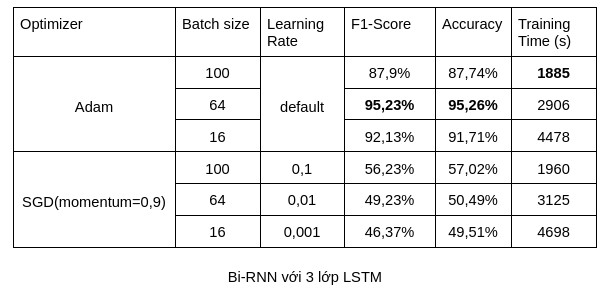 Optimizer Batch size Learning Rate F1-Score Accuracy Training Time (s)
Adam 100 default 87,9% 87,74% 1885
64 95,23% 95,26% 2906
16 92,13% 91,71% 4478
SGD(momentum=0,9) 100 0,1 56,23% 57,02% 1960
64 0,01 49,23% 50,49% 3125
16 0,001 46,37% 49,51% 4698
Bi-RNN với 3 lớp LSTM